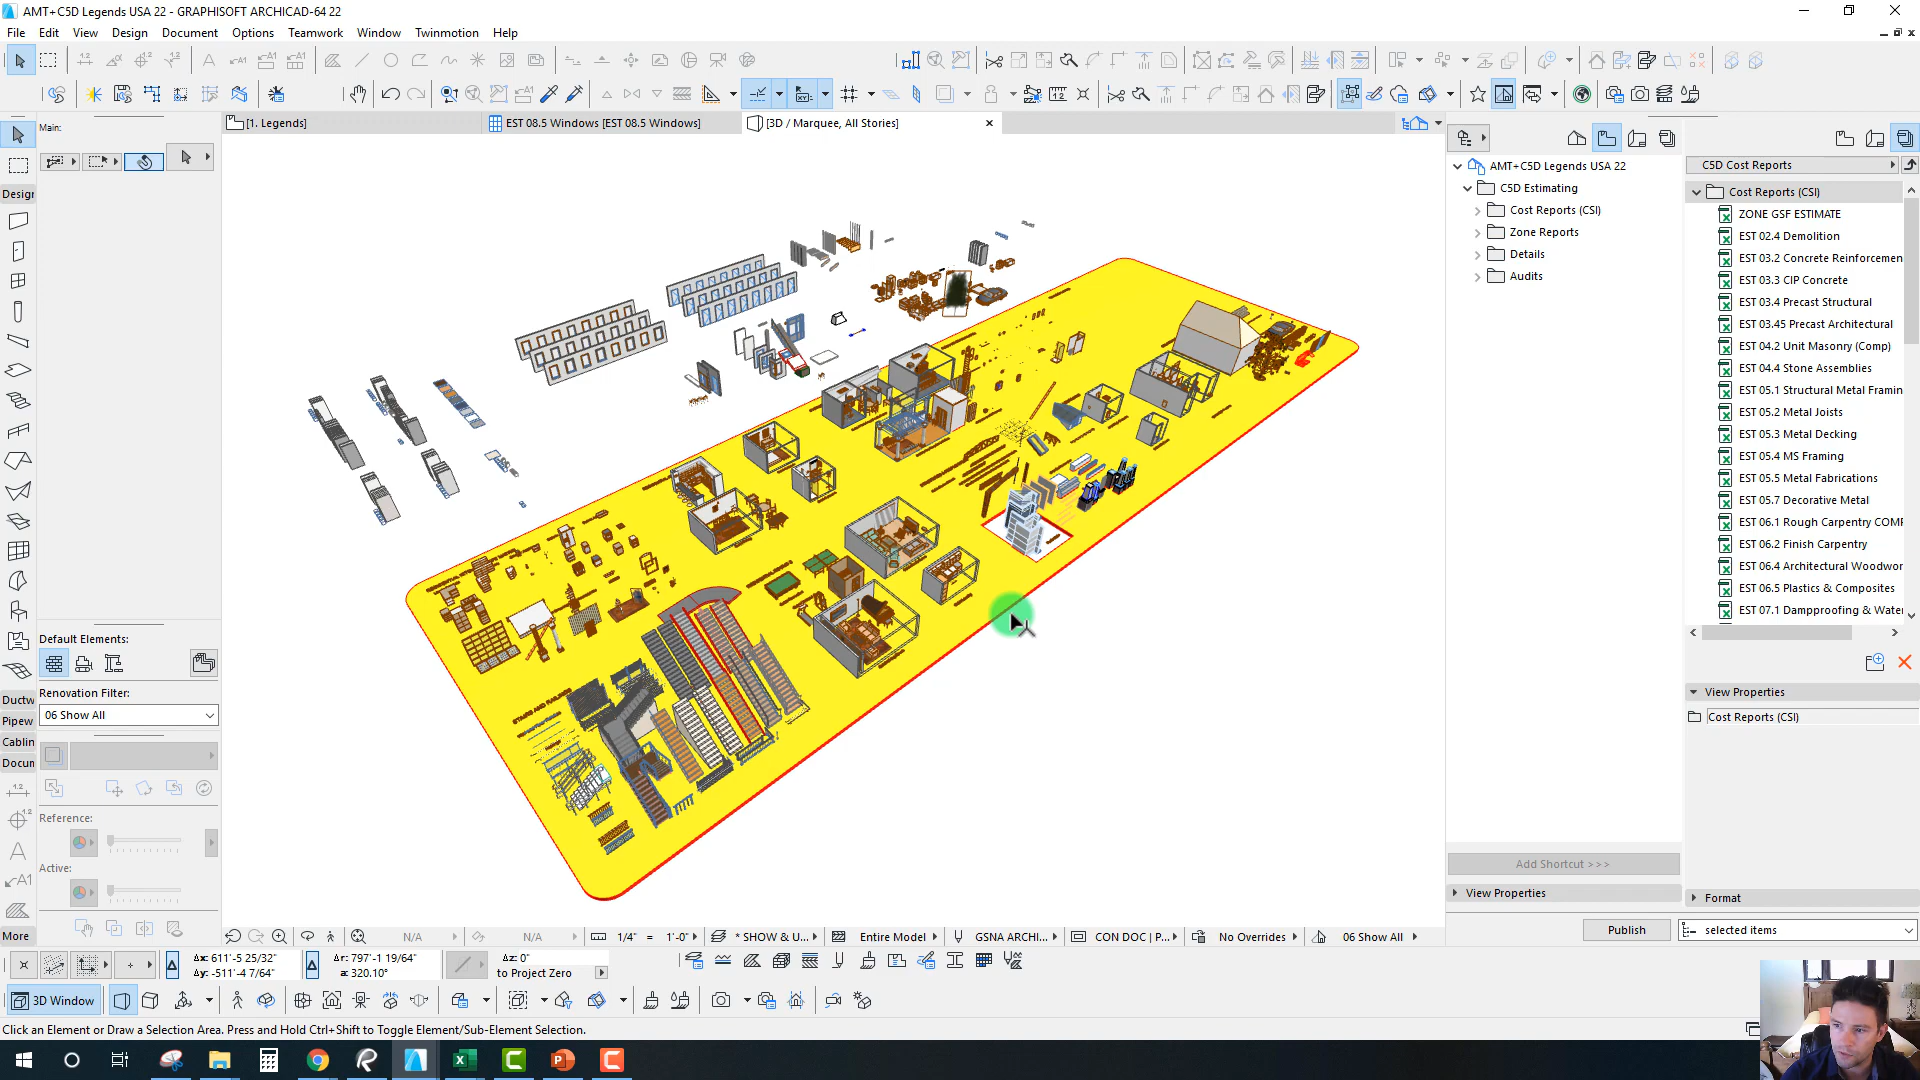 AMT+C5D Legends USA 22 - GRAPHISOFT ARCHICAD-64 22
File Edit View Design Document Options Teamwork Window Twinmotion Help
Main:
[1. Legends]
EST 08.5 Windows [EST 08.5 Windows]
[3D / Marquee, All Stories]
Design
Ductw
Pipew
Cablin
Docum
More
Default Elements:
Renovation Filter:
06 Show All
Reference:
Active:
STAIRS AND RAILINGS
AMT+C5D Legends USA 22
C5D Estimating
Cost Reports (CSI)
Zone Reports
Details
Audits
Add Shortcut >>>
View Properties
C5D Cost Reports
Cost Reports (CSI)
ZONE GSF ESTIMATE
EST 02.4 Demolition
EST 03.2 Concrete Reinforcemen
EST 03.3 CIP Concrete
EST 03.4 Precast Structural
EST 03.45 Precast Architectural
EST 04.2 Unit Masonry (Comp)
EST 04.4 Stone Assemblies
EST 05.1 Structural Metal Framin
EST 05.2 Metal Joists
EST 05.3 Metal Decking
EST 05.4 MS Framing
EST 05.5 Metal Fabrications
EST 05.7 Decorative Metal
EST 06.1 Rough Carpentry COMP
EST 06.2 Finish Carpentry
EST 06.4 Architectural Woodwor
EST 06.5 Plastics & Composites
EST 07.1 Dampproofing & Water
View Properties
Cost Reports (CSI)
Format
Publish
selected items
N/A
N/A
1/4" = 1'-0"
* SHOW & U...
Entire Model
GSNA ARCHI...
CON DOC | P...
No Overrides
06 Show All
Δx: 611'-5 25/32"
Δy: -511'-4 7/64"
Δr: 797'-1 19/64"
a: 320.10°
Δz: 0"
to Project Zero
3D Window
Click an Element or Draw a Selection Area. Press and Hold Ctrl+Shift to Toggle Element/Sub-Element Selection.